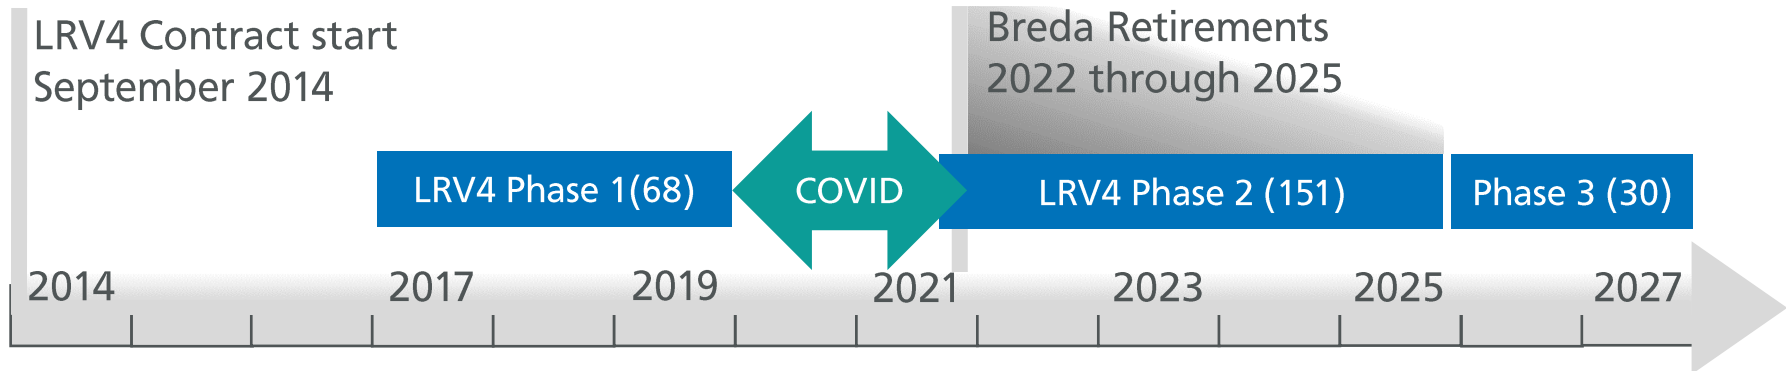 LRV4 Contract start
September 2014
Breda Retirements
2022 through 2025
LRV4 Phase 1(68)
COVID
LRV4 Phase 2 (151)
Phase 3 (30)
2014
2017
2019
2021
2023
2025
2027